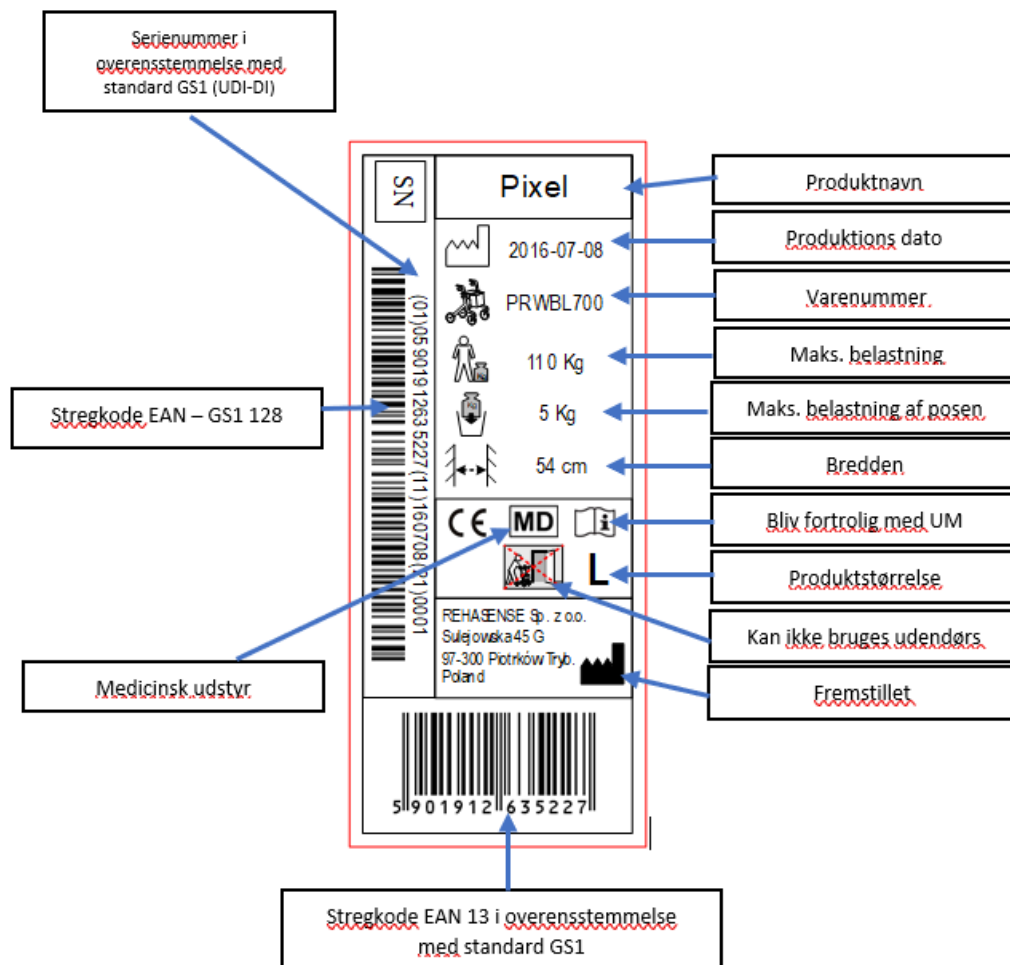 Serienummer i
overensstemmelse med
standard GS1 (UDI-DI)
SN
Pixel
Produktnavn
2016-07-08
Produktions dato
PRWBL700
Varenummer
110 Kg
Maks. belastning
(01)05901912635227(11)160708(21)0001
Stregkode EAN – GS1 128
5 Kg
Maks. belastning af posen
54 cm
Bredden
CE MD i
Bliv fortrolig med UM
L
Produktstørrelse
Kan ikke bruges udendørs
REHASENSE Sp. z o.o.
Sulejowska 45 G
97-300 Piotrków Tryb.
Poland
Medicinsk udstyr
Fremstillet
5 901912 635227
Stregkode EAN 13 i overensstemmelse
med standard GS1